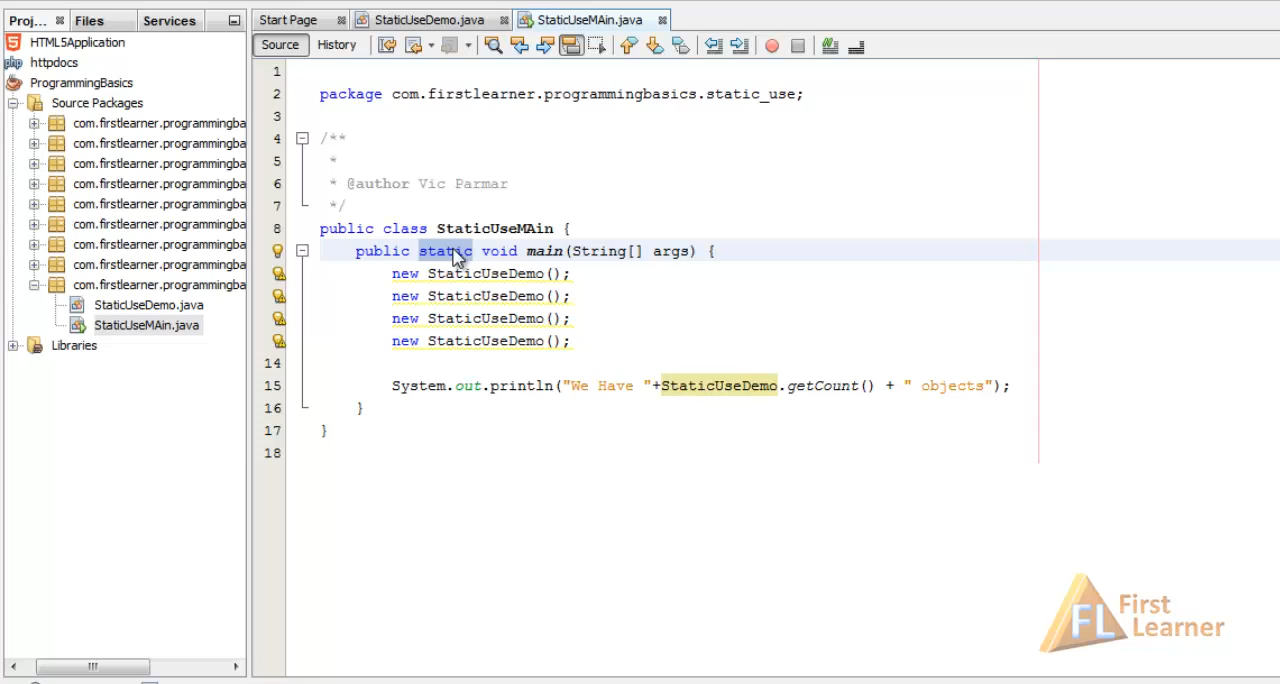 Proj... Files Services
HTML5Application
httpdocs
ProgrammingBasics
Source Packages
com.firstlearner.programmingba
com.firstlearner.programmingba
com.firstlearner.programmingba
com.firstlearner.programmingba
com.firstlearner.programmingba
com.firstlearner.programmingba
com.firstlearner.programmingba
com.firstlearner.programmingba
com.firstlearner.programmingba
StaticUseDemo.java
StaticUseMAin.java
Libraries
Start Page StaticUseDemo.java StaticUseMAin.java
Source History
1
2 package com.firstlearner.programmingbasics.static_use;
3
4 /**
5 *
6 * @author Vic Parmar
7 */
8 public class StaticUseMAin {
public static void main(String[] args) {
new StaticUseDemo();
new StaticUseDemo();
new StaticUseDemo();
new StaticUseDemo();
14
15 System.out.println("We Have "+StaticUseDemo.getCount() + " objects");
16 }
17 }
18
FL First
Learner